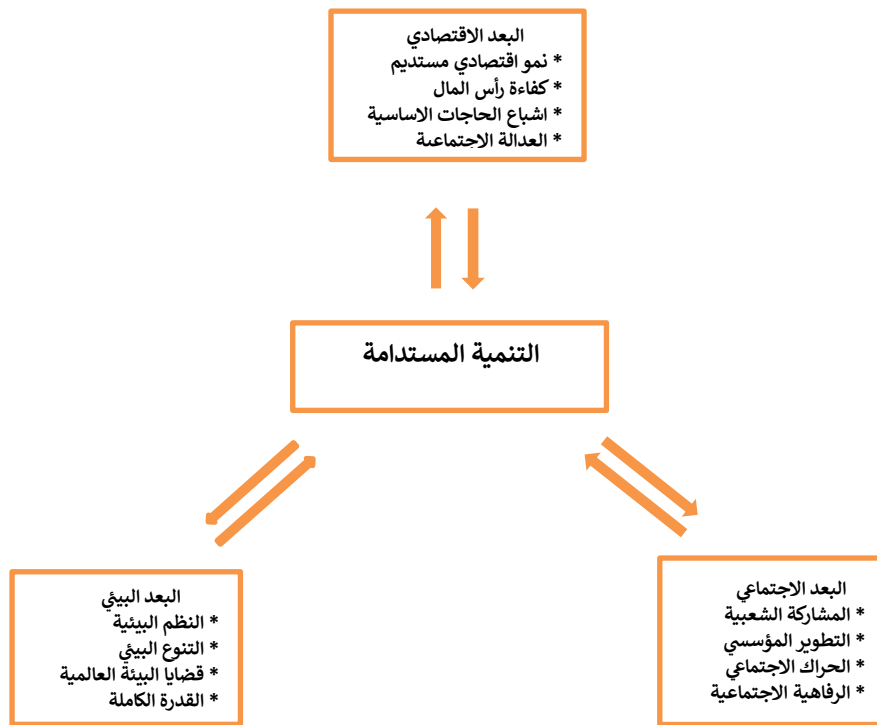 البعد الاقتصادي
* نمو اقتصادي مستديم
* كفاءة رأس المال
* اشباع الحاجات الاساسية
* العدالة الاجتماعية
التنمية المستدامة
البعد الاجتماعي
* المشاركة الشعبية
* التطوير المؤسسي
* الحراك الاجتماعي
* الرفاهية الاجتماعية
البعد البيئي
* النظم البيئية
* التنوع البيئي
* قضايا البيئة العالمية
* القدرة الكاملة